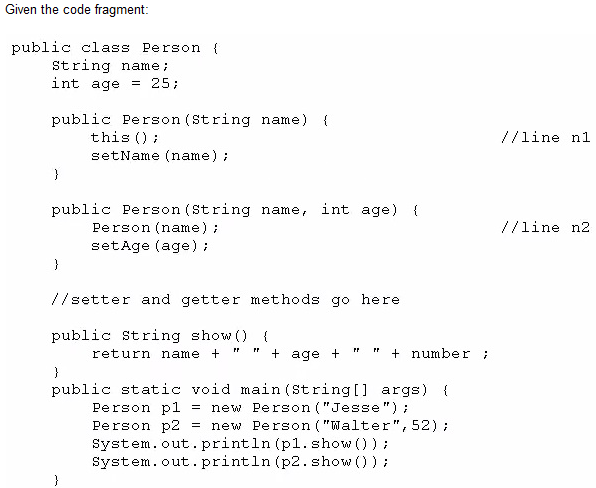 Given the code fragment:
public class Person {
String name;
int age = 25;
public Person(String name) {
this(); //line n1
setName(name);
}
public Person(String name, int age) {
Person(name); //line n2
setAge(age);
}
//setter and getter methods go here
public String show() {
return name + " " + age + " " + number ;
}
public static void main(String[] args) {
Person p1 = new Person("Jesse");
Person p2 = new Person("Walter",52);
System.out.println(p1.show());
System.out.println(p2.show());
}